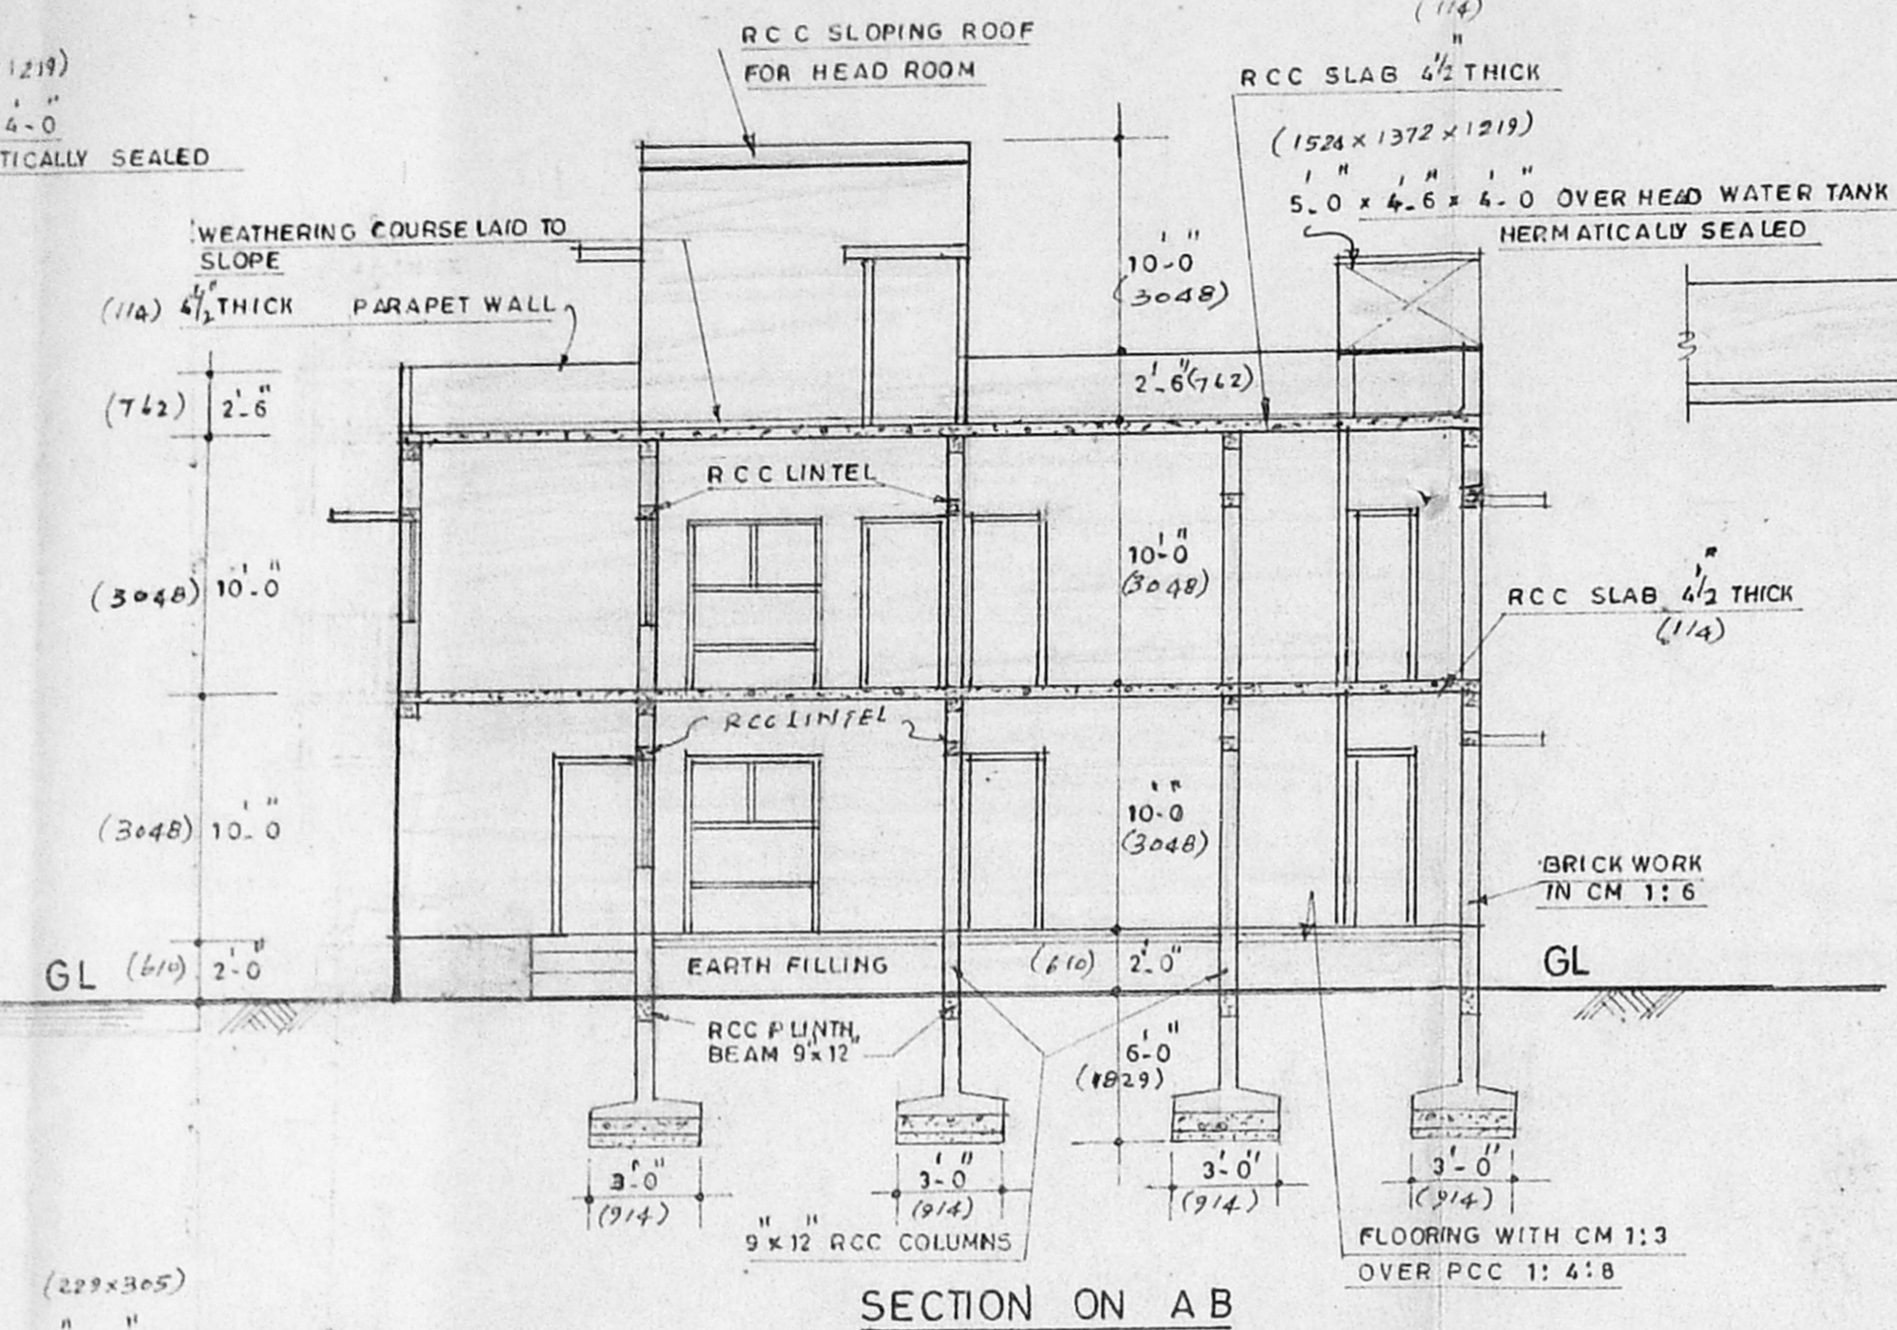 1219)
4'-0"
TICALLY SEALED
RCC SLOPING ROOF
FOR HEAD ROOM
(114)
RCC SLAB 4½" THICK
(1524 x 1372 x 1219)
5'-0" x 4'-6" x 4'-0" OVER HEAD WATER TANK
HERMATICALLY SEALED
WEATHERING COURSE LAID TO
SLOPE
(114) 4½" THICK PARAPET WALL
10'-0"
(3048)
(762) 2'-6"
2'-6" (762)
RCC LINTEL
(3048) 10'-0"
10'-0"
(3048)
RCC SLAB 4½" THICK
(114)
RCC LINTEL
(3048) 10'-0"
10'-0"
(3048)
BRICK WORK
IN CM 1:6
GL (610) 2'-0"
EARTH FILLING
(610) 2'-0"
GL
RCC PLINTH
BEAM 9"x12"
6'-0"
(1829)
3'-0"
(914)
3'-0"
(914)
3'-0"
(914)
3'-0"
(914)
9"x12" RCC COLUMNS
FLOORING WITH CM 1:3
OVER PCC 1:4:8
(229x305)
SECTION ON AB